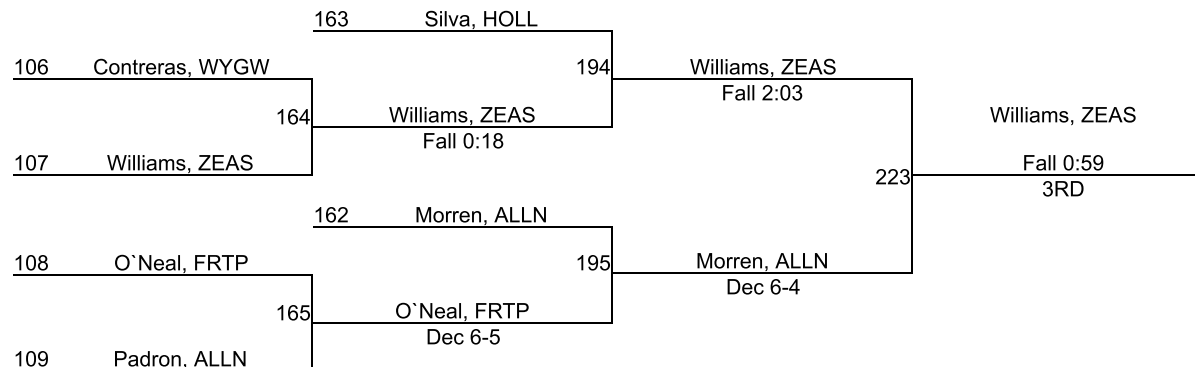 163 Silva, HOLL
106 Contreras, WYGW
194 Williams, ZEAS
Fall 2:03
164 Williams, ZEAS
Fall 0:18
Williams, ZEAS
107 Williams, ZEAS
Fall 0:59
223
3RD
162 Morren, ALLN
108 O`Neal, FRTP
195 Morren, ALLN
Dec 6-4
165 O`Neal, FRTP
Dec 6-5
109 Padron, ALLN